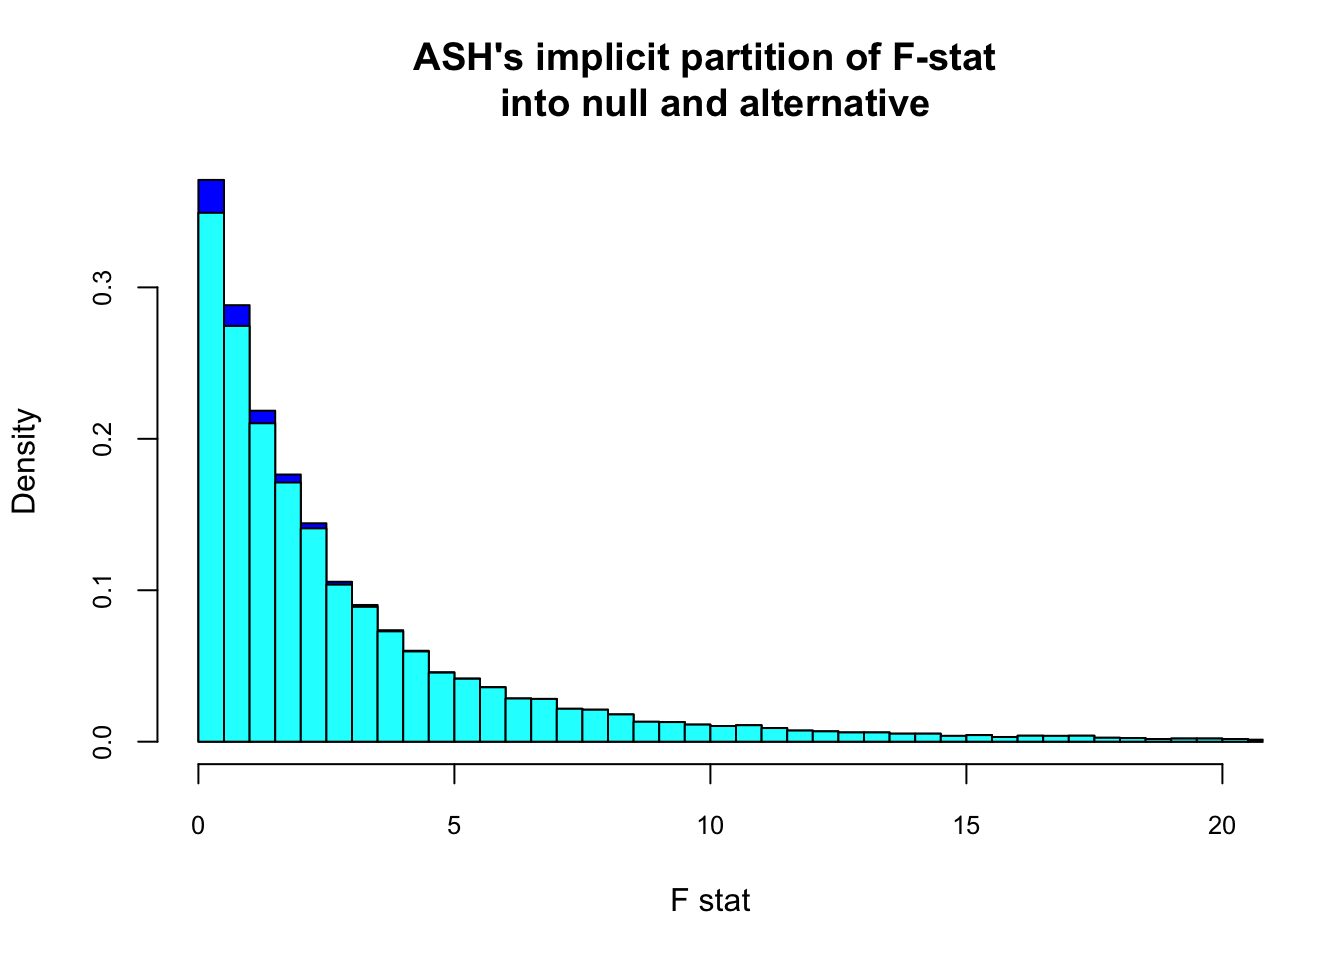 ASH's implicit partition of F-stat
into null and alternative
Density
0.3
0.2
0.1
0.0
0 5 10 15 20
F stat